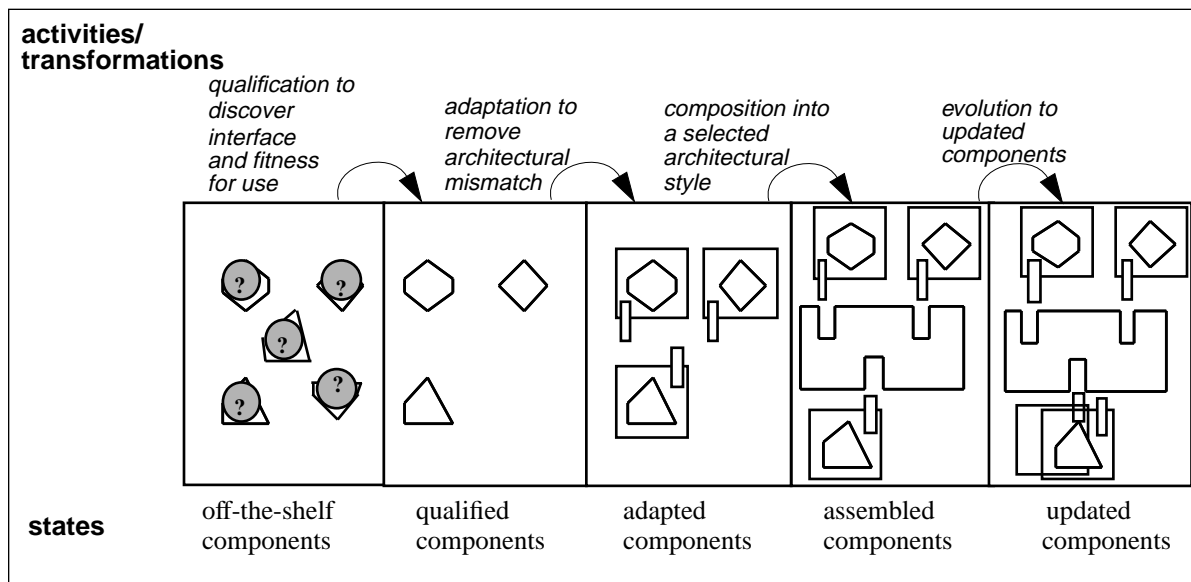 activities/
transformations
qualification to
discover
interface
and fitness
for use
adaptation to
remove
architectural
mismatch
composition into
a selected
architectural
style
evolution to
updated
components
?
?
?
?
?
states
off-the-shelf
components
qualified
components
adapted
components
assembled
components
updated
components